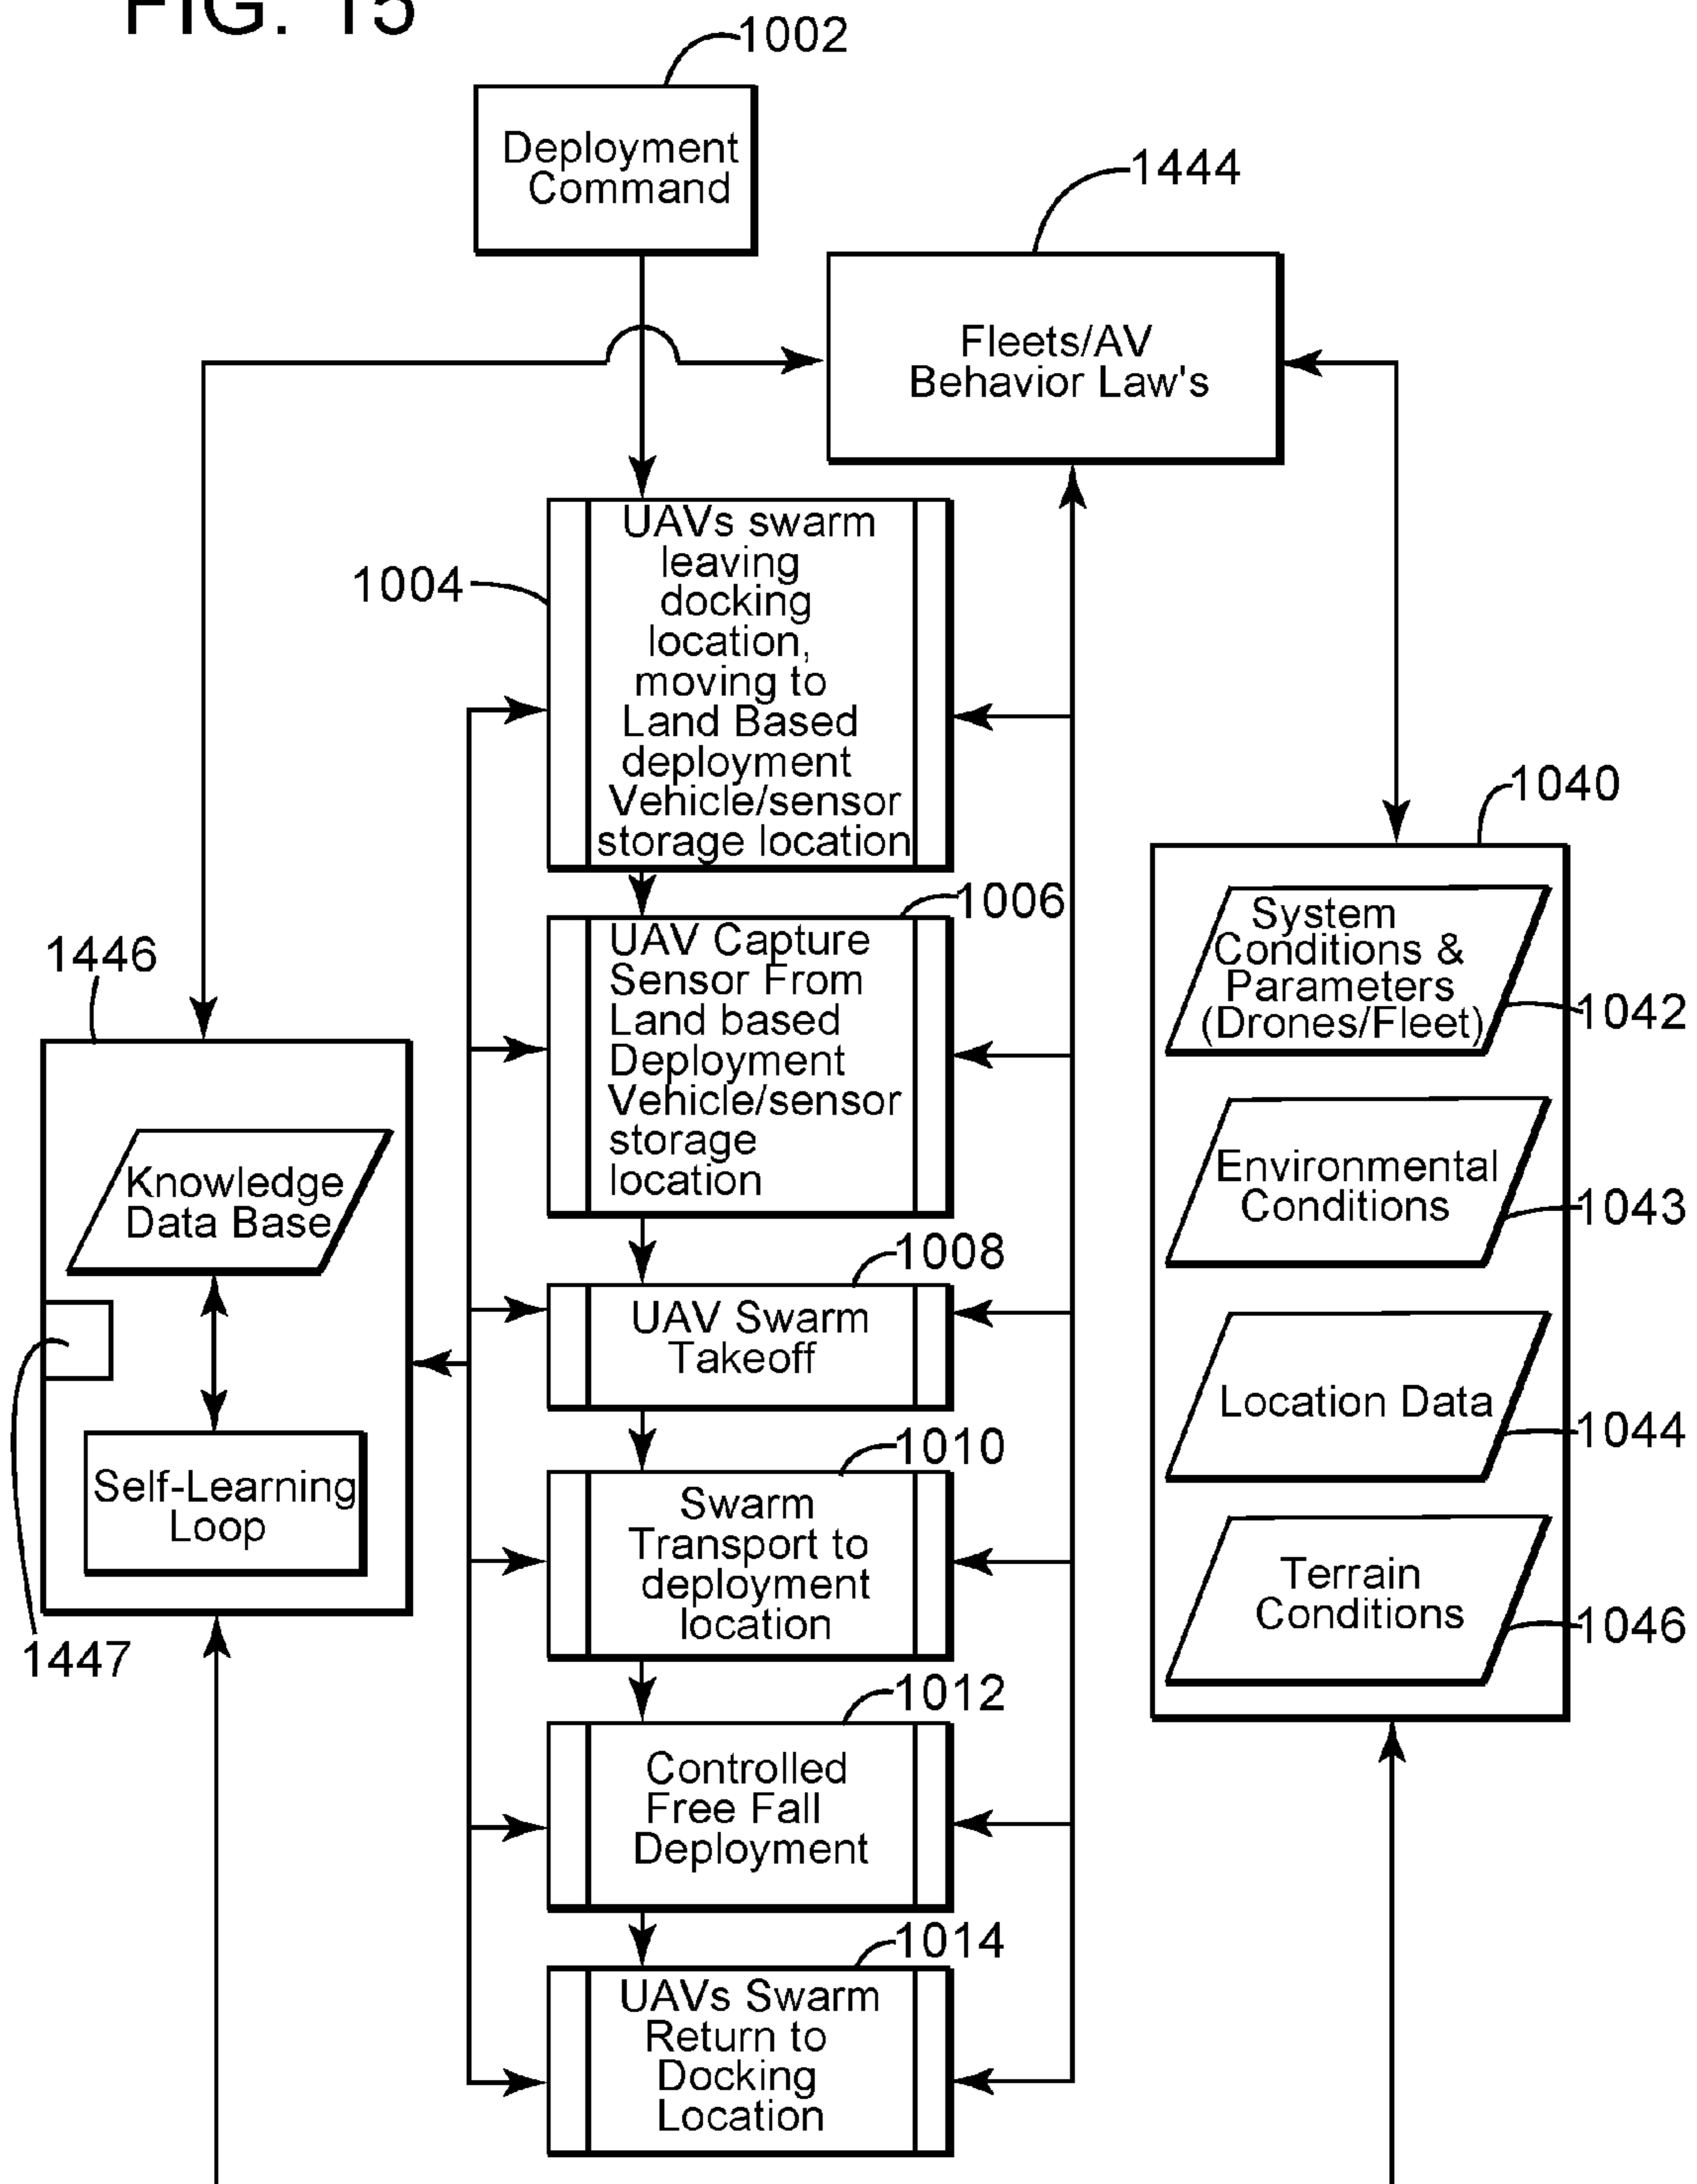 FIG. 15
1002
Deployment
Command
1444
Fleets/AV
Behavior Law's
1004
UAVs swarm
leaving
docking
location,
moving to
Land Based
deployment
Vehicle/sensor
storage location
1006
UAV Capture
Sensor From
Land based
Deployment
Vehicle/sensor
storage
location
1008
UAV Swarm
Takeoff
1010
Swarm
Transport to
deployment
location
1012
Controlled
Free Fall
Deployment
1014
UAVs Swarm
Return to
Docking
Location
1446
Knowledge
Data Base
Self-Learning
Loop
1447
1040
System
Conditions &
Parameters
(Drones/Fleet)
1042
Environmental
Conditions
1043
Location Data
1044
Terrain
Conditions
1046